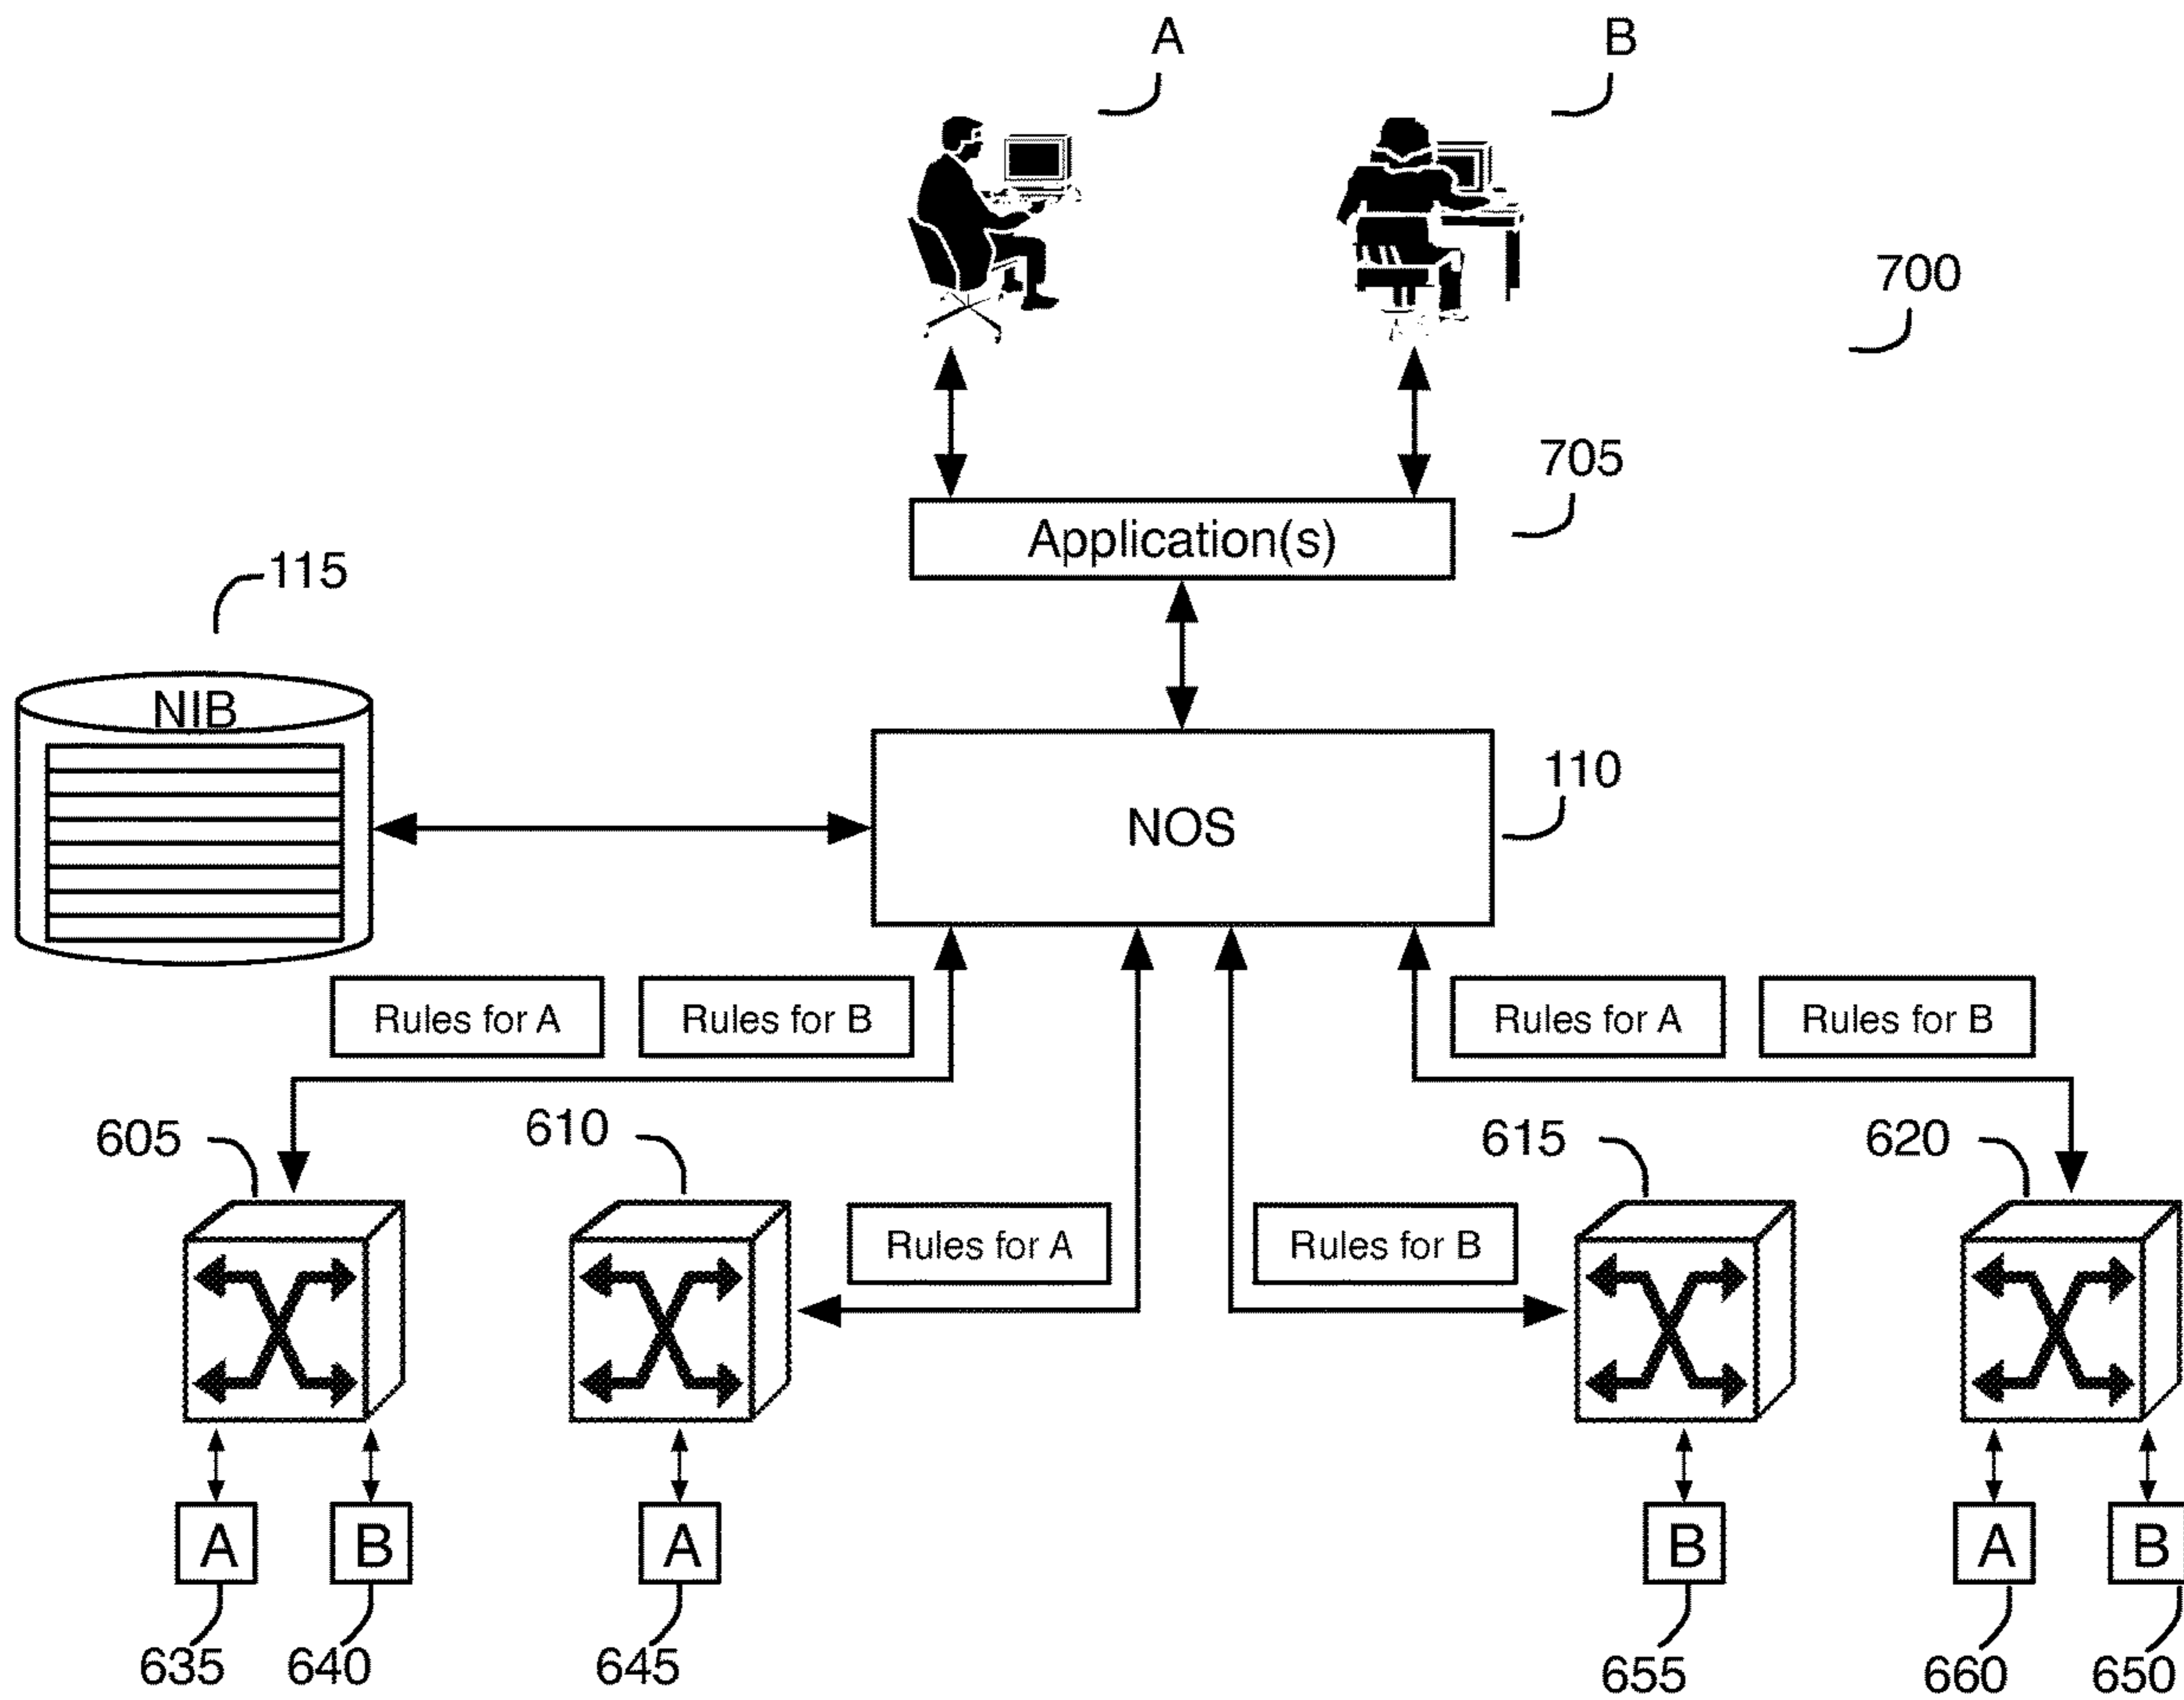 A
B
700
705
Application(s)
115
NIB
110
NOS
Rules for A
Rules for B
Rules for A
Rules for B
605
610
615
620
Rules for A
Rules for B
A
B
A
B
A
B
635
640
645
655
660
650